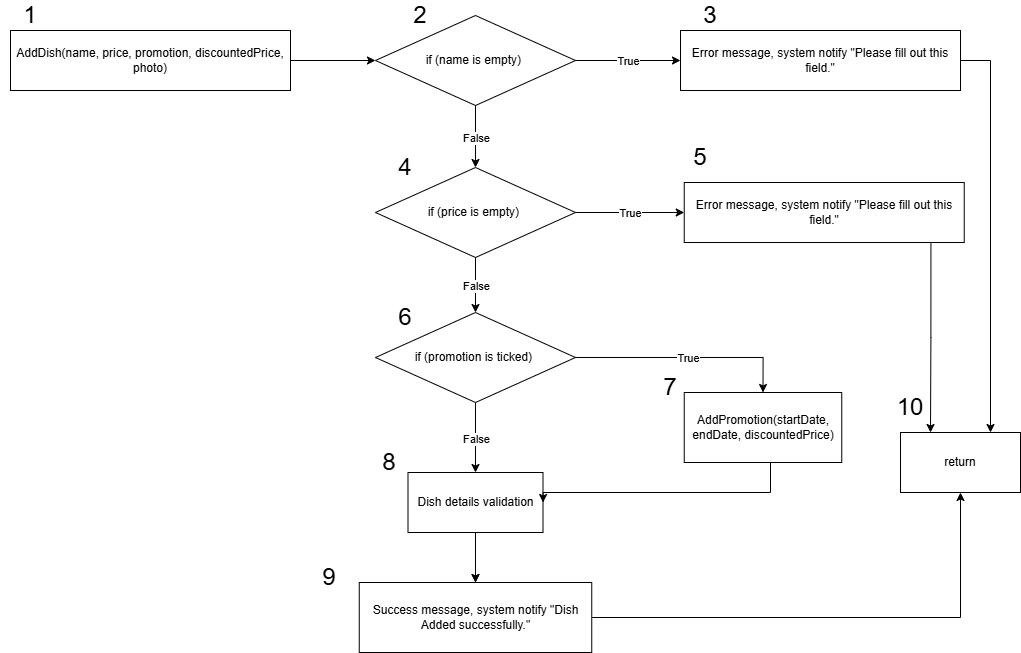 1
2
3
AddDish(name, price, promotion, discountedPrice,
photo)
if (name is empty)
True
Error message, system notify "Please fill out this
field."
False
4
5
if (price is empty)
True
Error message, system notify "Please fill out this
field."
False
6
if (promotion is ticked)
True
7
AddPromotion(startDate,
endDate, discountedPrice)
10
return
False
8
Dish details validation
9
Success message, system notify "Dish
Added successfully."